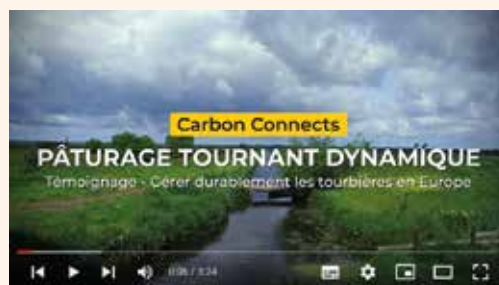 Carbon Connects
PÂTURAGE TOURNANT DYNAMIQUE
Témoignage - Gérer durablement les tourbières en Europe